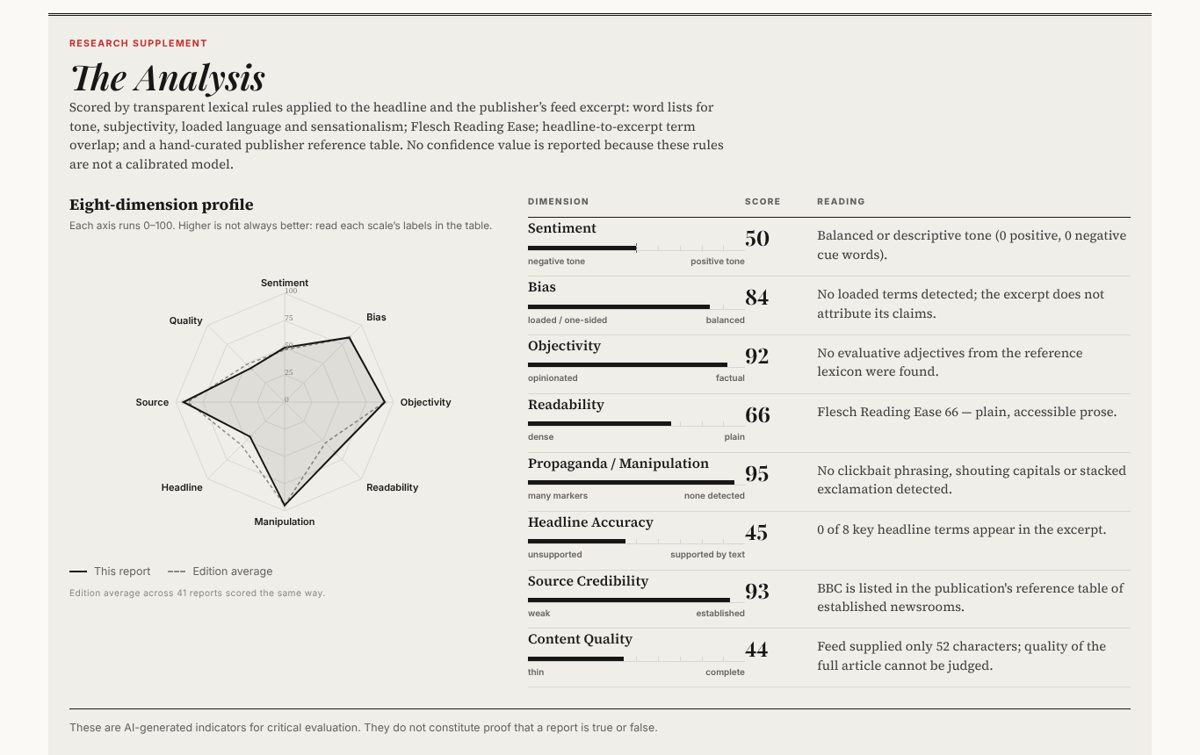 RESEARCH SUPPLEMENT
The Analysis
Scored by transparent lexical rules applied to the headline and the publisher's feed excerpt: word lists for
tone, subjectivity, loaded language and sensationalism; Flesch Reading Ease; headline-to-excerpt term
overlap; and a hand-curated publisher reference table. No confidence value is reported because these rules
are not a calibrated model.
Eight-dimension profile
Each axis runs 0–100. Higher is not always better: read each scale's labels in the table.
Sentiment
100
Quality
Bias
75
50
25
Source
0
Objectivity
Headline
Readability
Manipulation
This report
Edition average
Edition average across 41 reports scored the same way.
DIMENSION SCORE READING
Sentiment
50
negative tone positive tone
Balanced or descriptive tone (0 positive, 0 negative
cue words).
Bias
84
loaded / one-sided balanced
No loaded terms detected; the excerpt does not
attribute its claims.
Objectivity
92
opinionated factual
No evaluative adjectives from the reference
lexicon were found.
Readability
66
dense plain
Flesch Reading Ease 66 — plain, accessible prose.
Propaganda / Manipulation
95
many markers none detected
No clickbait phrasing, shouting capitals or stacked
exclamation detected.
Headline Accuracy
45
unsupported supported by text
0 of 8 key headline terms appear in the excerpt.
Source Credibility
93
weak established
BBC is listed in the publication's reference table of
established newsrooms.
Content Quality
44
thin complete
Feed supplied only 52 characters; quality of the
full article cannot be judged.
These are AI-generated indicators for critical evaluation. They do not constitute proof that a report is true or false.